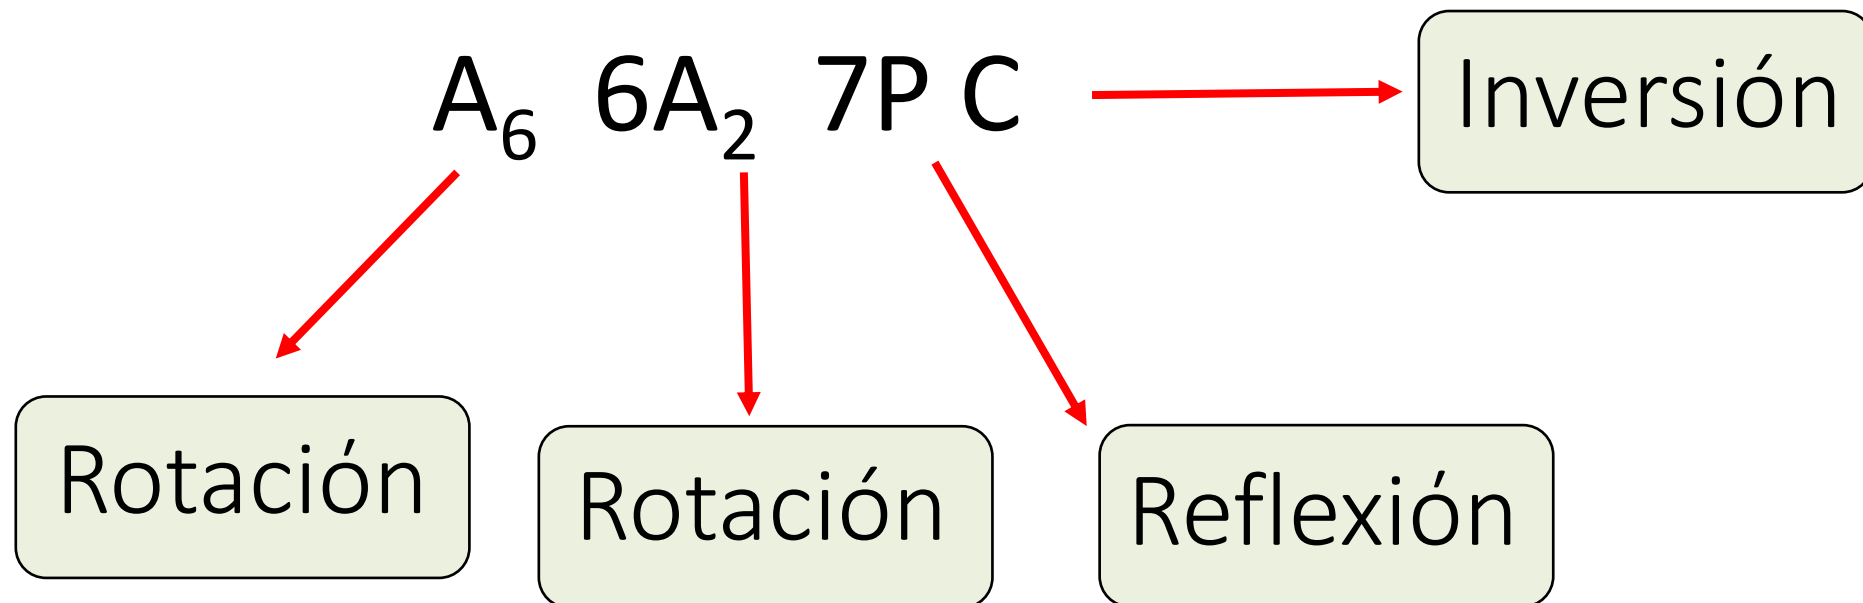 A₆ 6A₂ 7P C
Inversión
Rotación
Rotación
Reflexión